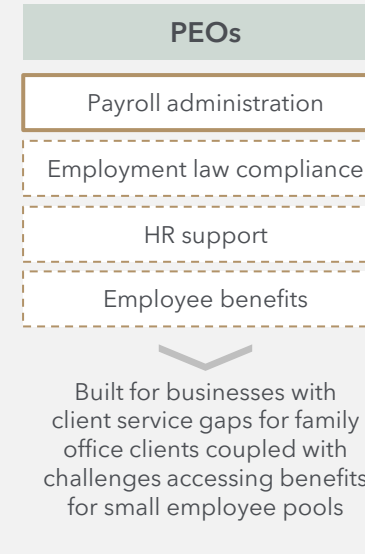 PEOs
Payroll administration
Employment law compliance
HR support
Employee benefits
Built for businesses with
client service gaps for family
office clients coupled with
challenges accessing benefits
for small employee pools